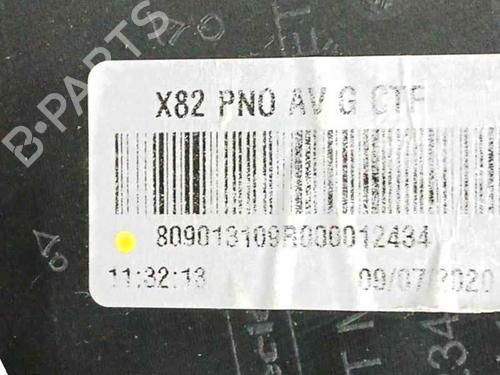 X82 PNO AV G CTF
809013109R000012434
11:32:13 09/07/2020
B-PARTS